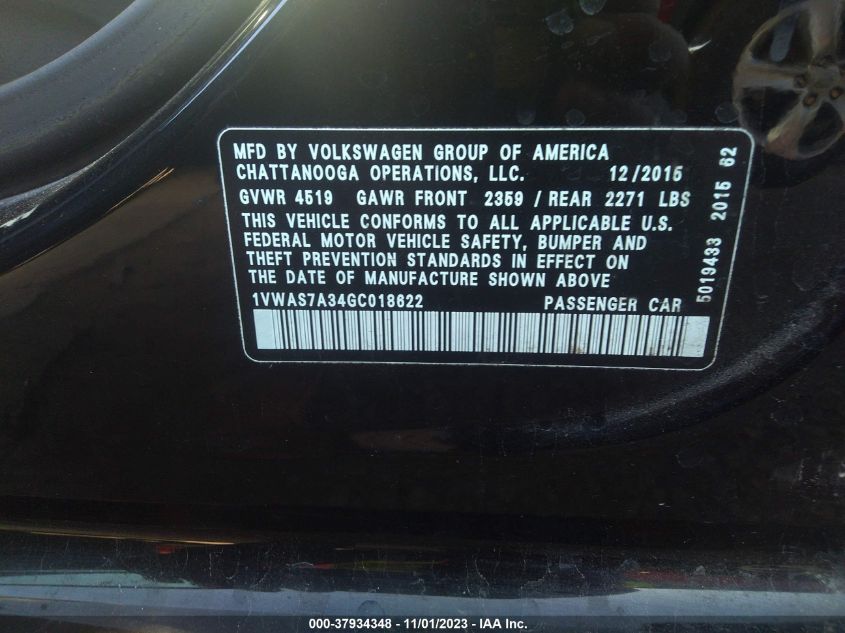 MFD BY VOLKSWAGEN GROUP OF AMERICA
CHATTANOOGA OPERATIONS, LLC. 12/2015
GVWR 4519 GAWR FRONT 2359 / REAR 2271 LBS
THIS VEHICLE CONFORMS TO ALL APPLICABLE U.S.
FEDERAL MOTOR VEHICLE SAFETY, BUMPER AND
THEFT PREVENTION STANDARDS IN EFFECT ON
THE DATE OF MANUFACTURE SHOWN ABOVE
1VWAS7A34GC018622 PASSENGER CAR
5019433 2015 62
000-37934348 - 11/01/2023 - IAA Inc.